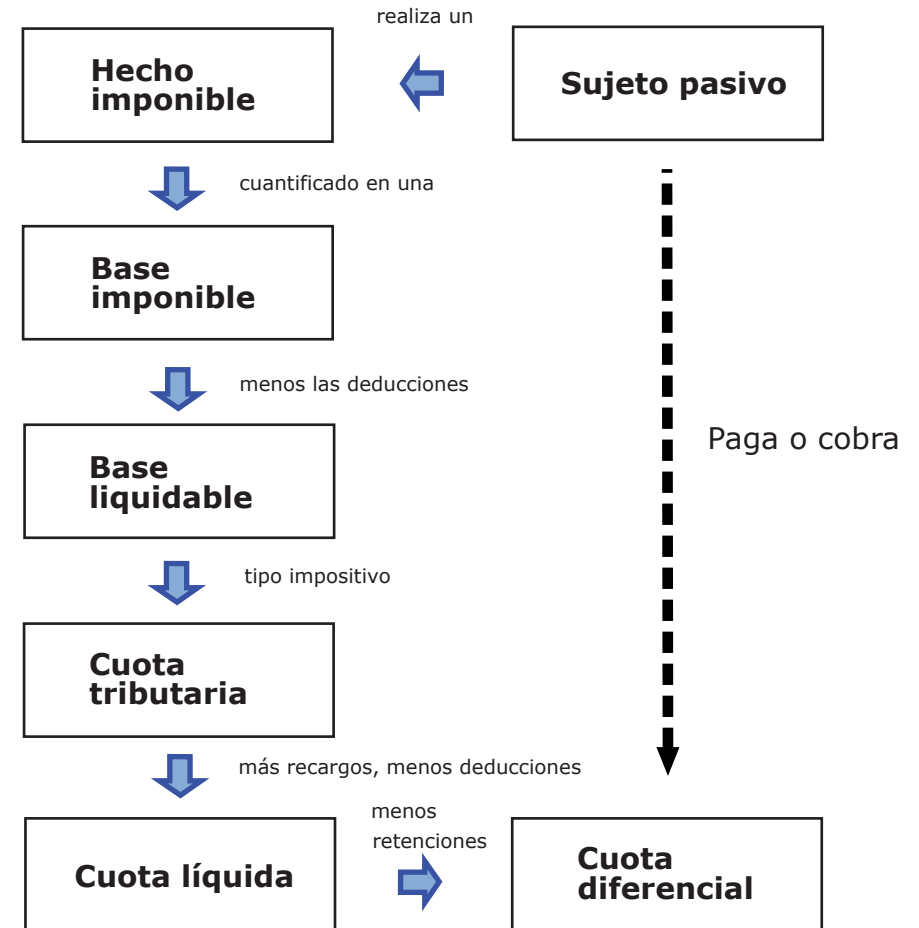 realiza un
Hecho
imponible
Sujeto pasivo
cuantificado en una
Base
imponible
menos las deducciones
Paga o cobra
Base
liquidable
tipo impositivo
Cuota
tributaria
más recargos, menos deducciones
menos
retenciones
Cuota líquida
Cuota
diferencial